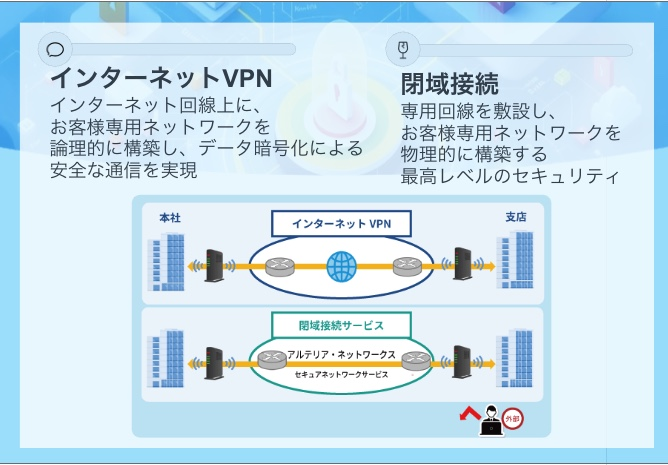 インターネットVPN
インターネット回線上に、
お客様専用ネットワークを
論理的に構築し、データ暗号化による
安全な通信を実現
閉域接続
専用回線を敷設し、
お客様専用ネットワークを
物理的に構築する
最高レベルのセキュリティ
本社
インターネット VPN
支店
閉域接続サービス
アルテリア・ネットワークス
セキュアネットワークサービス
外部